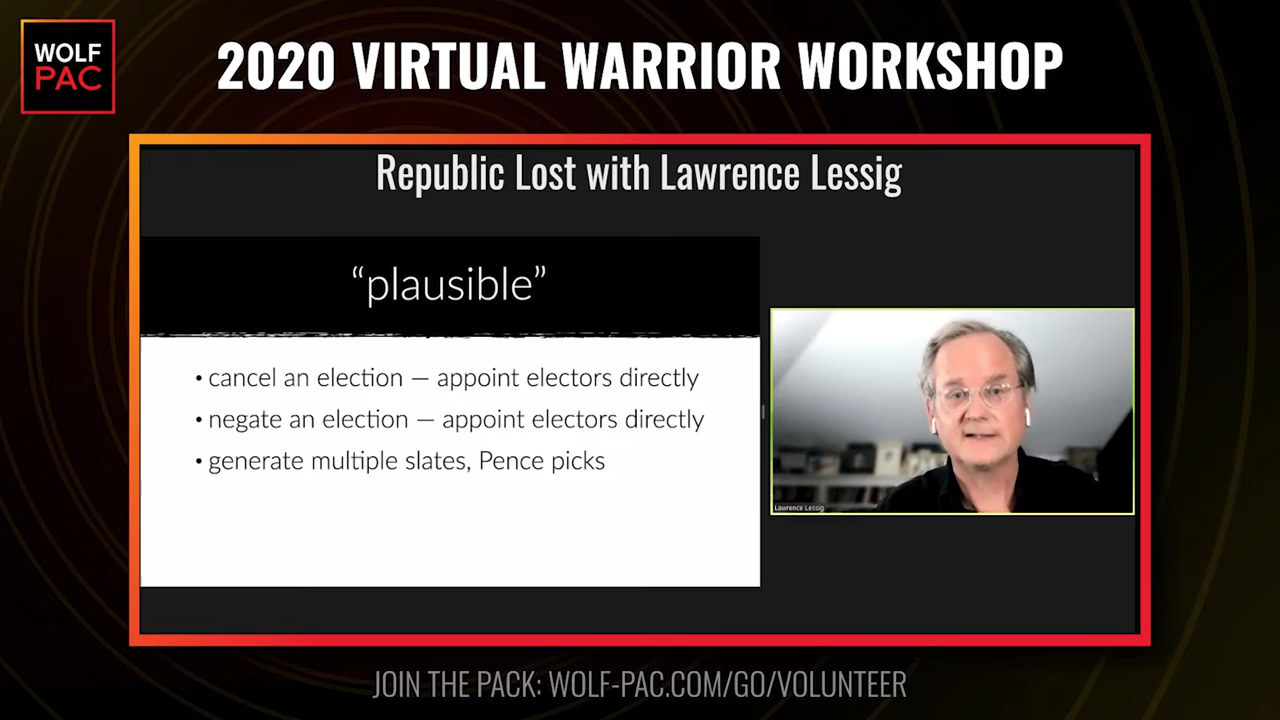 WOLF
PAC
2020 VIRTUAL WARRIOR WORKSHOP
Republic Lost with Lawrence Lessig
“plausible”
• cancel an election — appoint electors directly
• negate an election — appoint electors directly
• generate multiple slates, Pence picks
Lawrence Lessig
JOIN THE PACK: WOLF-PAC.COM/GO/VOLUNTEER